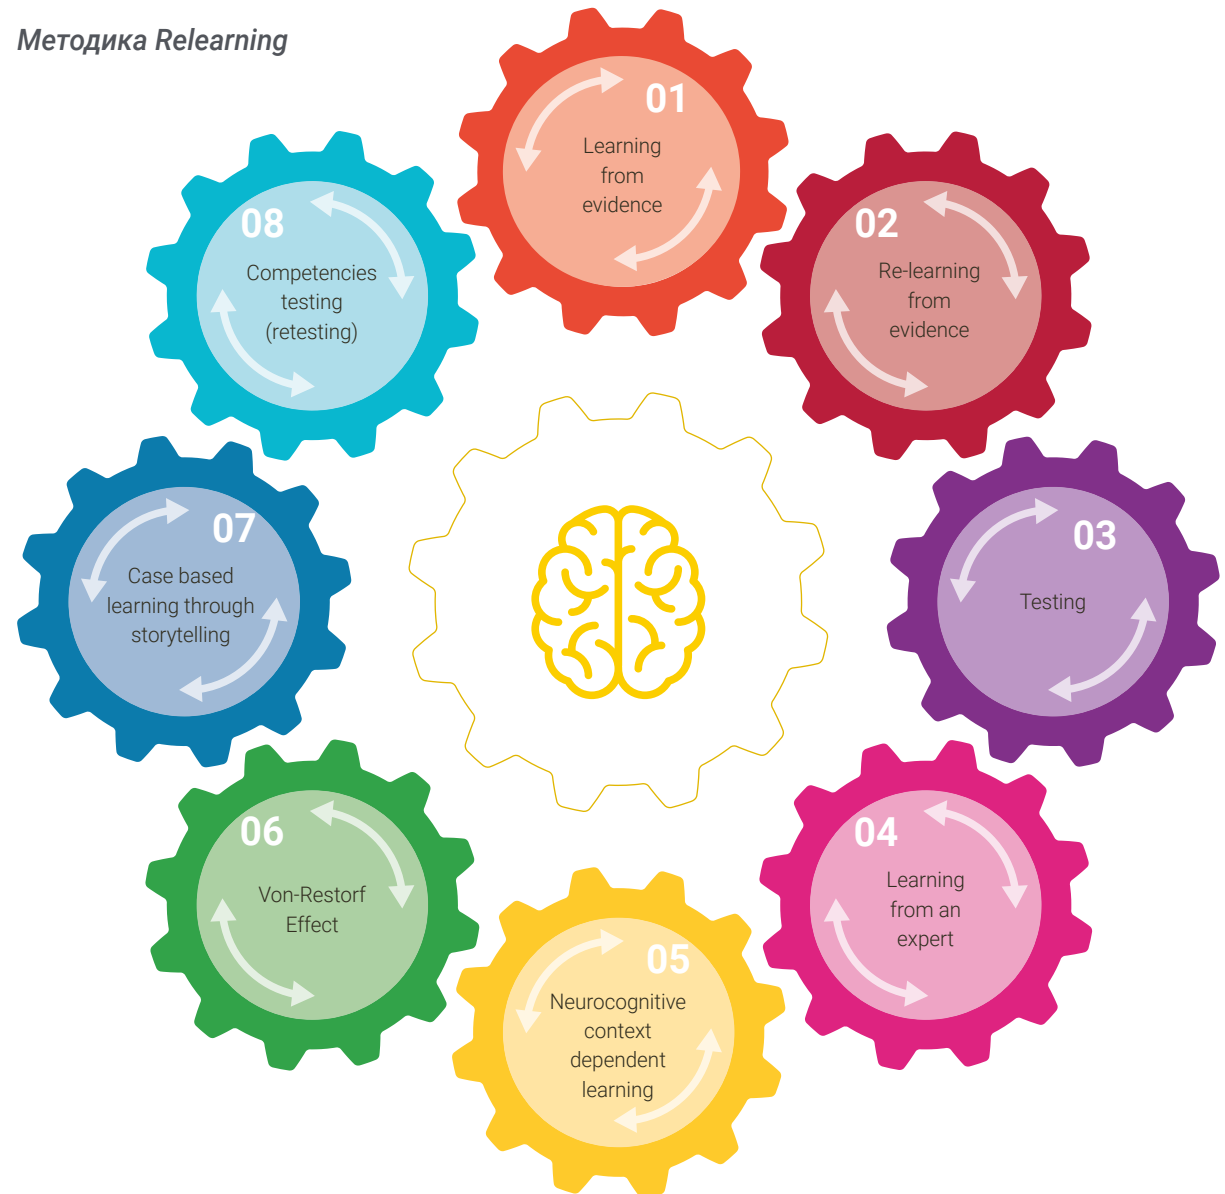 Методика Relearning
01
Learning
from
evidence
02
Re-learning
from
evidence
03
Testing
04
Learning
from an
expert
05
Neurocognitive
context
dependent
learning
06
Von-Restorf
Effect
07
Case based
learning through
storytelling
08
Competencies
testing
(retesting)